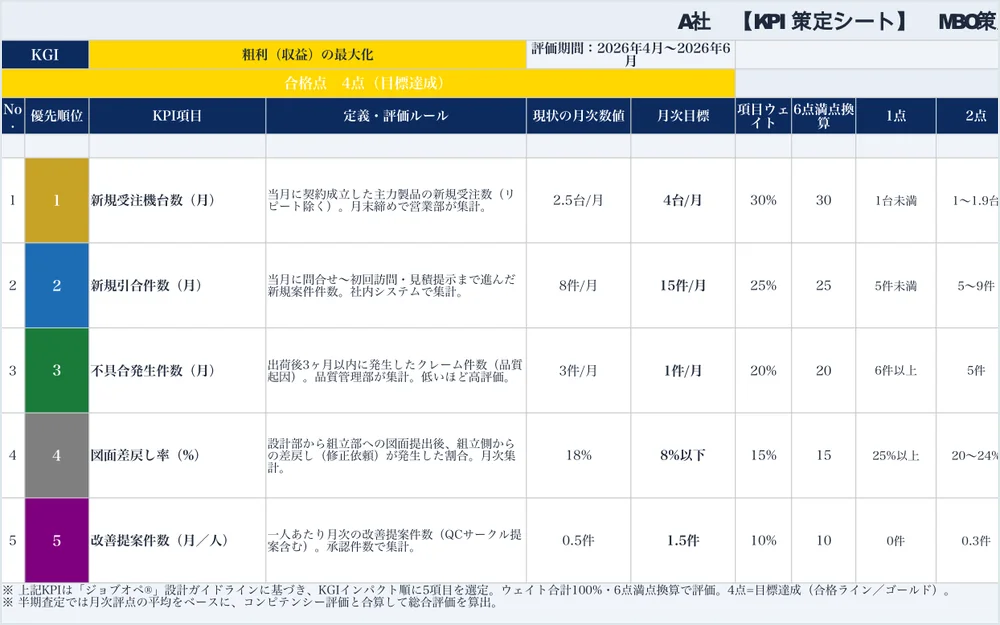 A社 【KPI 策定シート】 MBO策
KGI 粗利（収益）の最大化 評価期間：2026年4月～2026年6
月
合格点 4点（目標達成）
No
.
優先順位 KPI項目 定義・評価ルール 現状の月次数値 月次目標 項目ウェ
イト
6点満点換
算
1点 2点
1 1 新規受注機台数（月） 当月に契約成立した主力製品の新規受注数（リ
ピート除く）。月末締めで営業部が集計。
2.5台/月 4台/月 30% 30 1台未満 1～1.9台
2 2 新規引合件数（月） 当月に問合せ～初回訪問・見積提示まで進んだ
新規案件件数。社内システムで集計。
8件/月 15件/月 25% 25 5件未満 5～9件
3 3 不具合発生件数（月） 出荷後3ヶ月以内に発生したクレーム件数（品質
起因）。品質管理部が集計。低いほど高評価。
3件/月 1件/月 20% 20 6件以上 5件
4 4 図面差戻し率（%） 設計部から組立部への図面提出後、組立側から
の差戻し（修正依頼）が発生した割合。月次集
計。
18% 8%以下 15% 15 25%以上 20～24%
5 5 改善提案件数（月／人） 一人あたり月次の改善提案件数（QCサークル提
案含む）。承認件数で集計。
0.5件 1.5件 10% 10 0件 0.3件
※ 上記KPIは「ジョブオペ®」設計ガイドラインに基づき、KGIインパクト順に5項目を選定。ウェイト合計100%・6点満点換算で評価。4点=目標達成（合格ライン／ゴールド）。
※ 半期査定では月次評点の平均をベースに、コンピテンシー評価と合算して総合評価を算出。